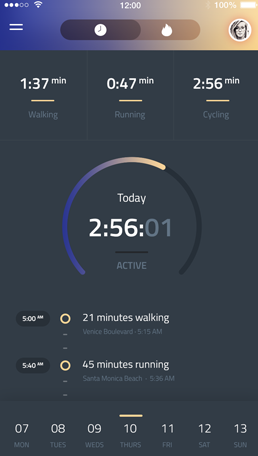 12:00
100%
1:37 min
0:47 min
2:56 min
Walking
Running
Cycling
Today
2:56:01
ACTIVE
5:00 AM
21 minutes walking
Venice Boulevard · 5:15 AM
5:40 AM
45 minutes running
Santa Monica Beach · 5:36 AM
07 08 09 10 11 12 13
MON TUES WEDS THURS FRI SAT SUN